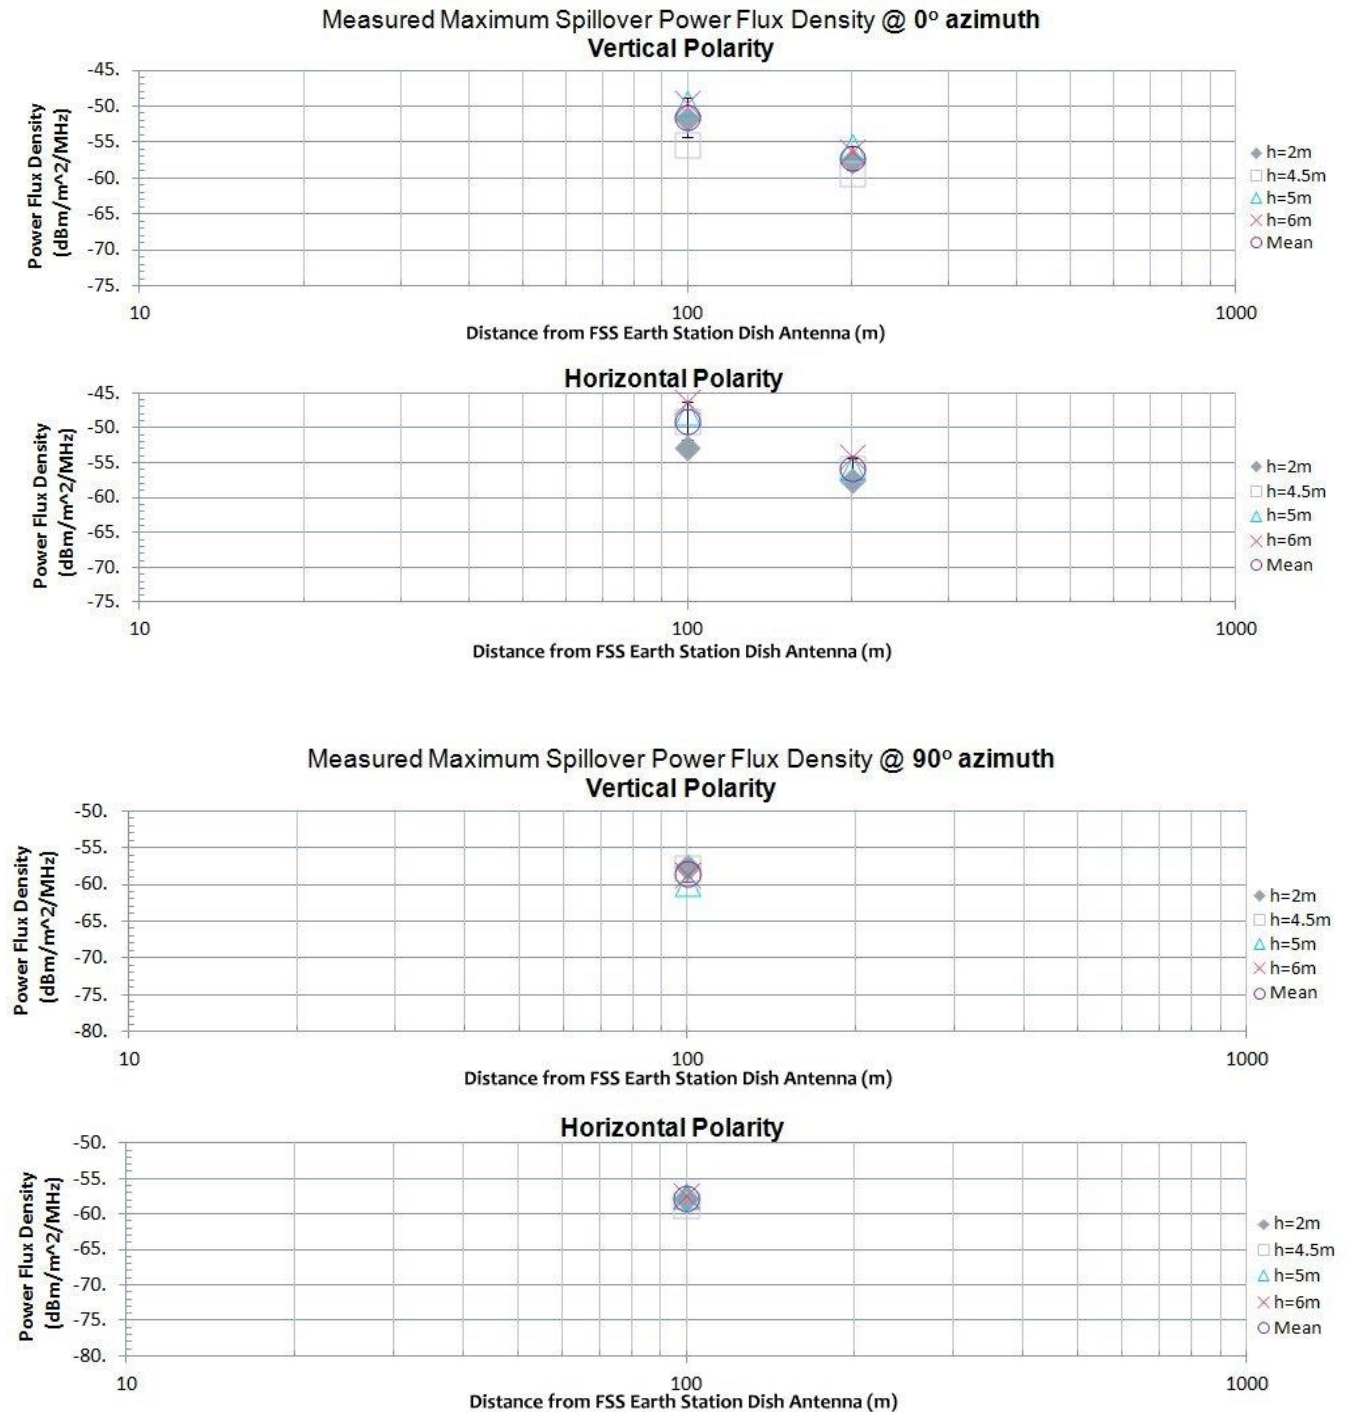 Measured Maximum Spillover Power Flux Density @ 0º azimuth
Vertical Polarity
Power Flux Density
(dBm/m^2/MHz)
-45.
-50.
-55.
-60.
-65.
-70.
-75.
10
100
1000
Distance from FSS Earth Station Dish Antenna (m)
h=2m
h=4.5m
h=5m
h=6m
Mean
Horizontal Polarity
Power Flux Density
(dBm/m^2/MHz)
-45.
-50.
-55.
-60.
-65.
-70.
-75.
10
100
1000
Distance from FSS Earth Station Dish Antenna (m)
h=2m
h=4.5m
h=5m
h=6m
Mean
Measured Maximum Spillover Power Flux Density @ 90º azimuth
Vertical Polarity
Power Flux Density
(dBm/m^2/MHz)
-50.
-55.
-60.
-65.
-70.
-75.
-80.
10
100
1000
Distance from FSS Earth Station Dish Antenna (m)
h=2m
h=4.5m
h=5m
h=6m
Mean
Horizontal Polarity
Power Flux Density
(dBm/m^2/MHz)
-50.
-55.
-60.
-65.
-70.
-75.
-80.
10
100
1000
Distance from FSS Earth Station Dish Antenna (m)
h=2m
h=4.5m
h=5m
h=6m
Mean